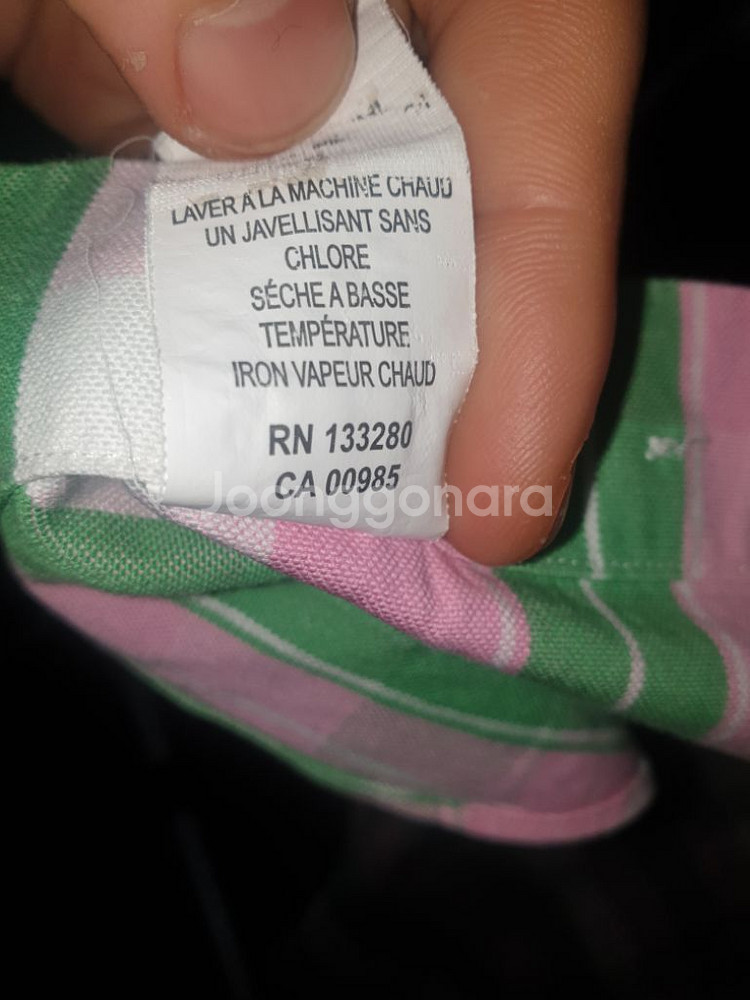 LAVER A LA MACHINE CHAUD
UN JAVELLISANT SANS
CHLORE
SÉCHE A BASSE
TEMPÉRATURE
IRON VAPEUR CHAUD
RN 133280
CA 00985
Joonggonara